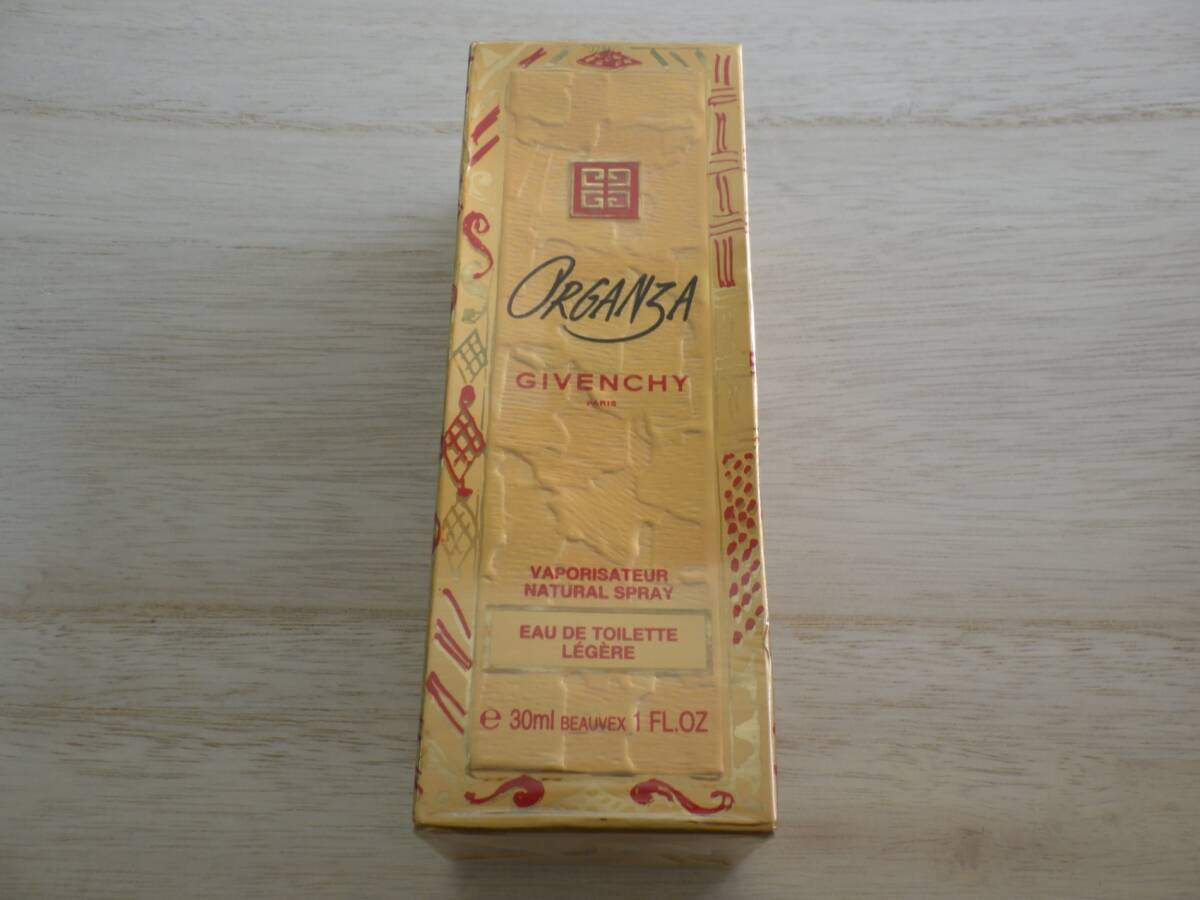 ORGANZA
GIVENCHY
PARIS
VAPORISATEUR
NATURAL SPRAY
EAU DE TOILETTE
LÉGÈRE
e 30ml BEAUVEX 1 FL.OZ